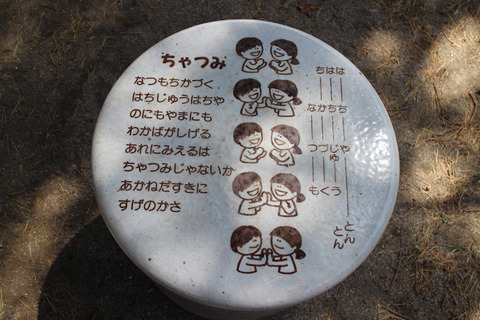 ちゃつみ
なつもちかづく
はちじゅうはちや
のにもやまにも
わかばがしげる
あれにみえるは
ちゃつみじゃないか
あかねだすきに
すげのかさ
なつも
ちかづく
はちじゅう
はちや
とん
とん